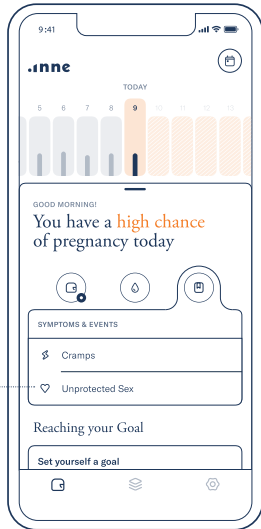 9:41
.inne
TODAY
5 6 7 8 9 10 11 12 13
GOOD MORNING!
You have a high chance
of pregnancy today
SYMPTOMS & EVENTS
Cramps
Unprotected Sex
Reaching your Goal
Set yourself a goal